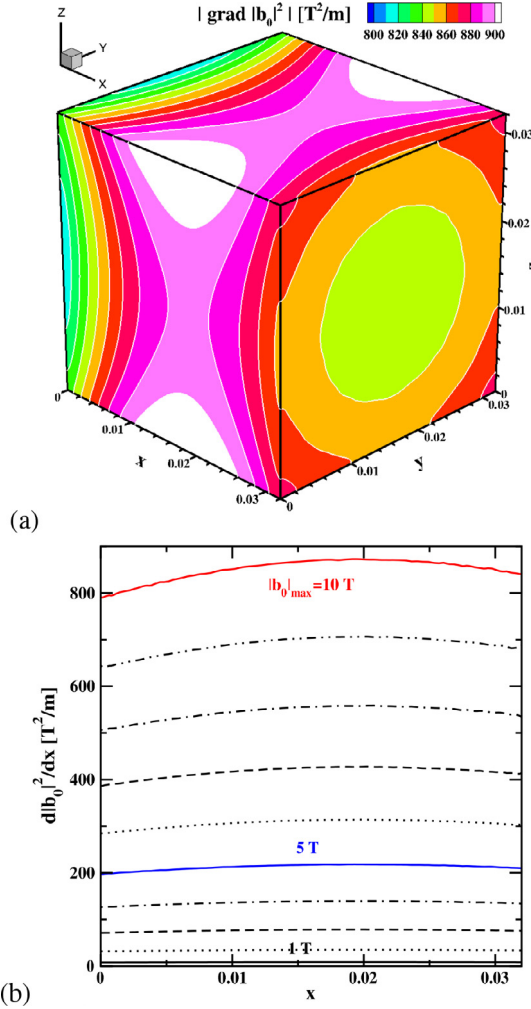 | grad |b₀|² | [T²/m]
800 820 840 860 880 900
Z
Y
X
0.03
0.02
0.01
0
0
0.01
0.02
0.03
x
0
0.01
0.02
0.03
y
(a)
|b₀|max=10 T
5 T
1 T
800
600
400
200
0
d|b₀|²/dx [T²/m]
0
0.01
0.02
0.03
x
(b)